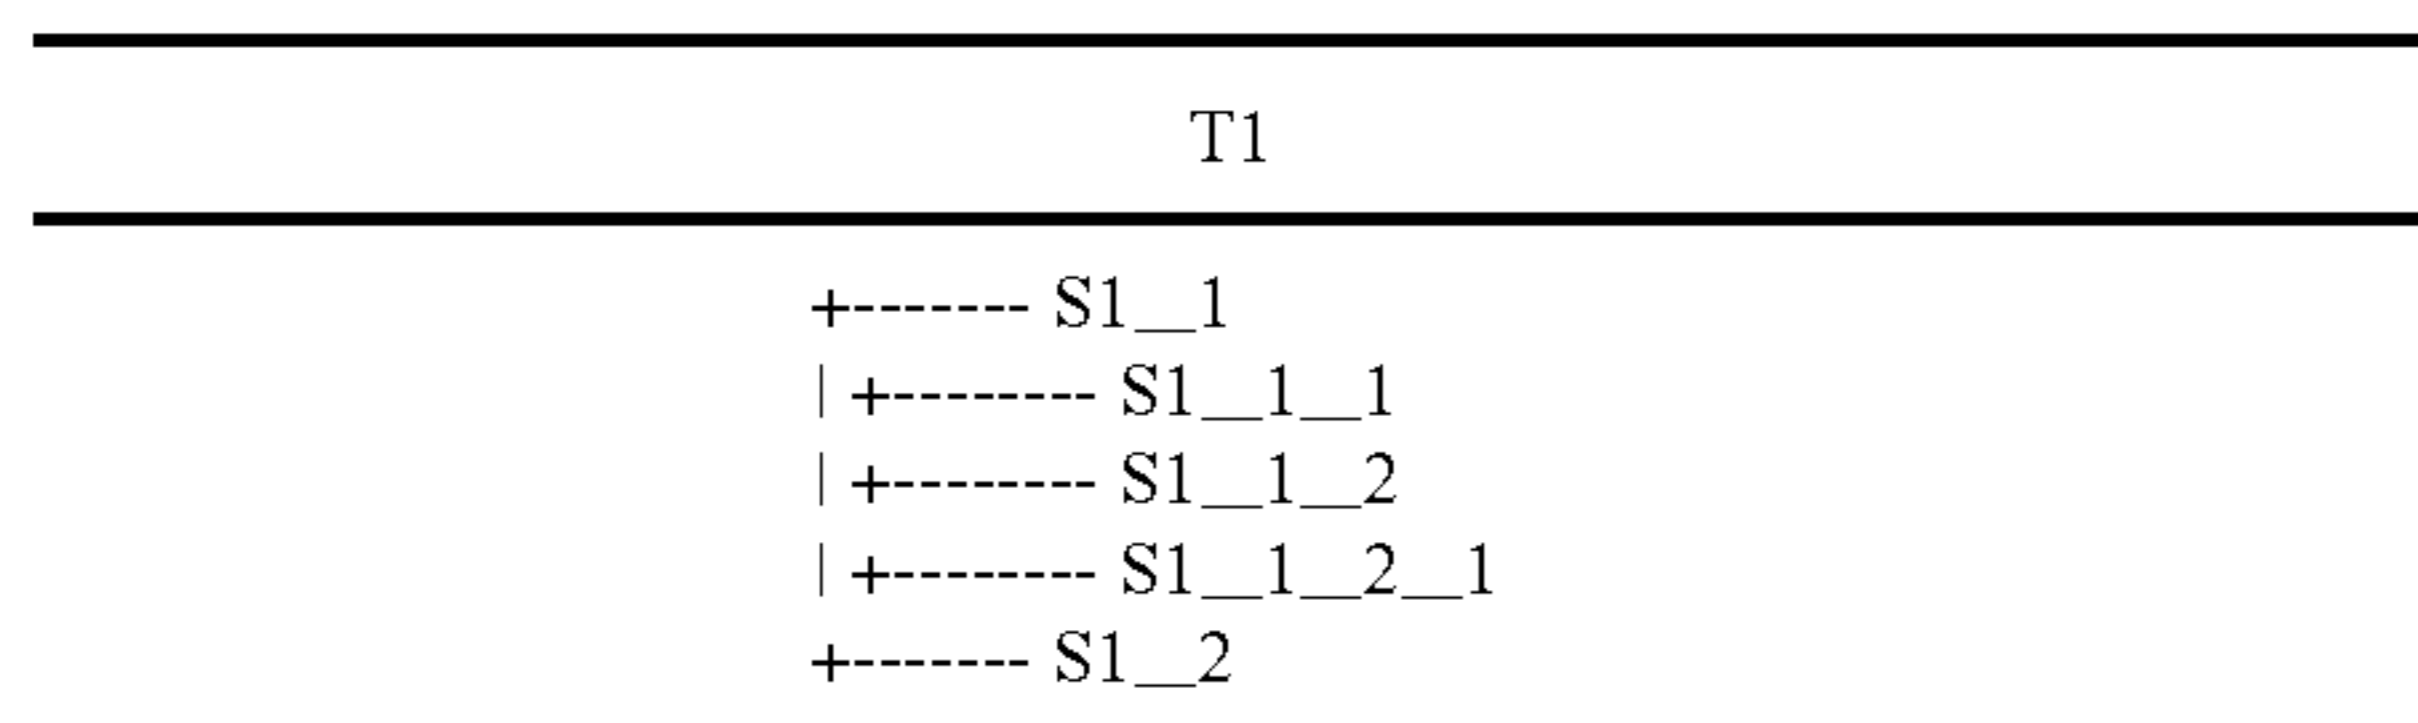 T1
+------- S1__1
| +-------- S1__1__1
| +-------- S1__1__2
| +-------- S1__1__2__1
+------- S1__2